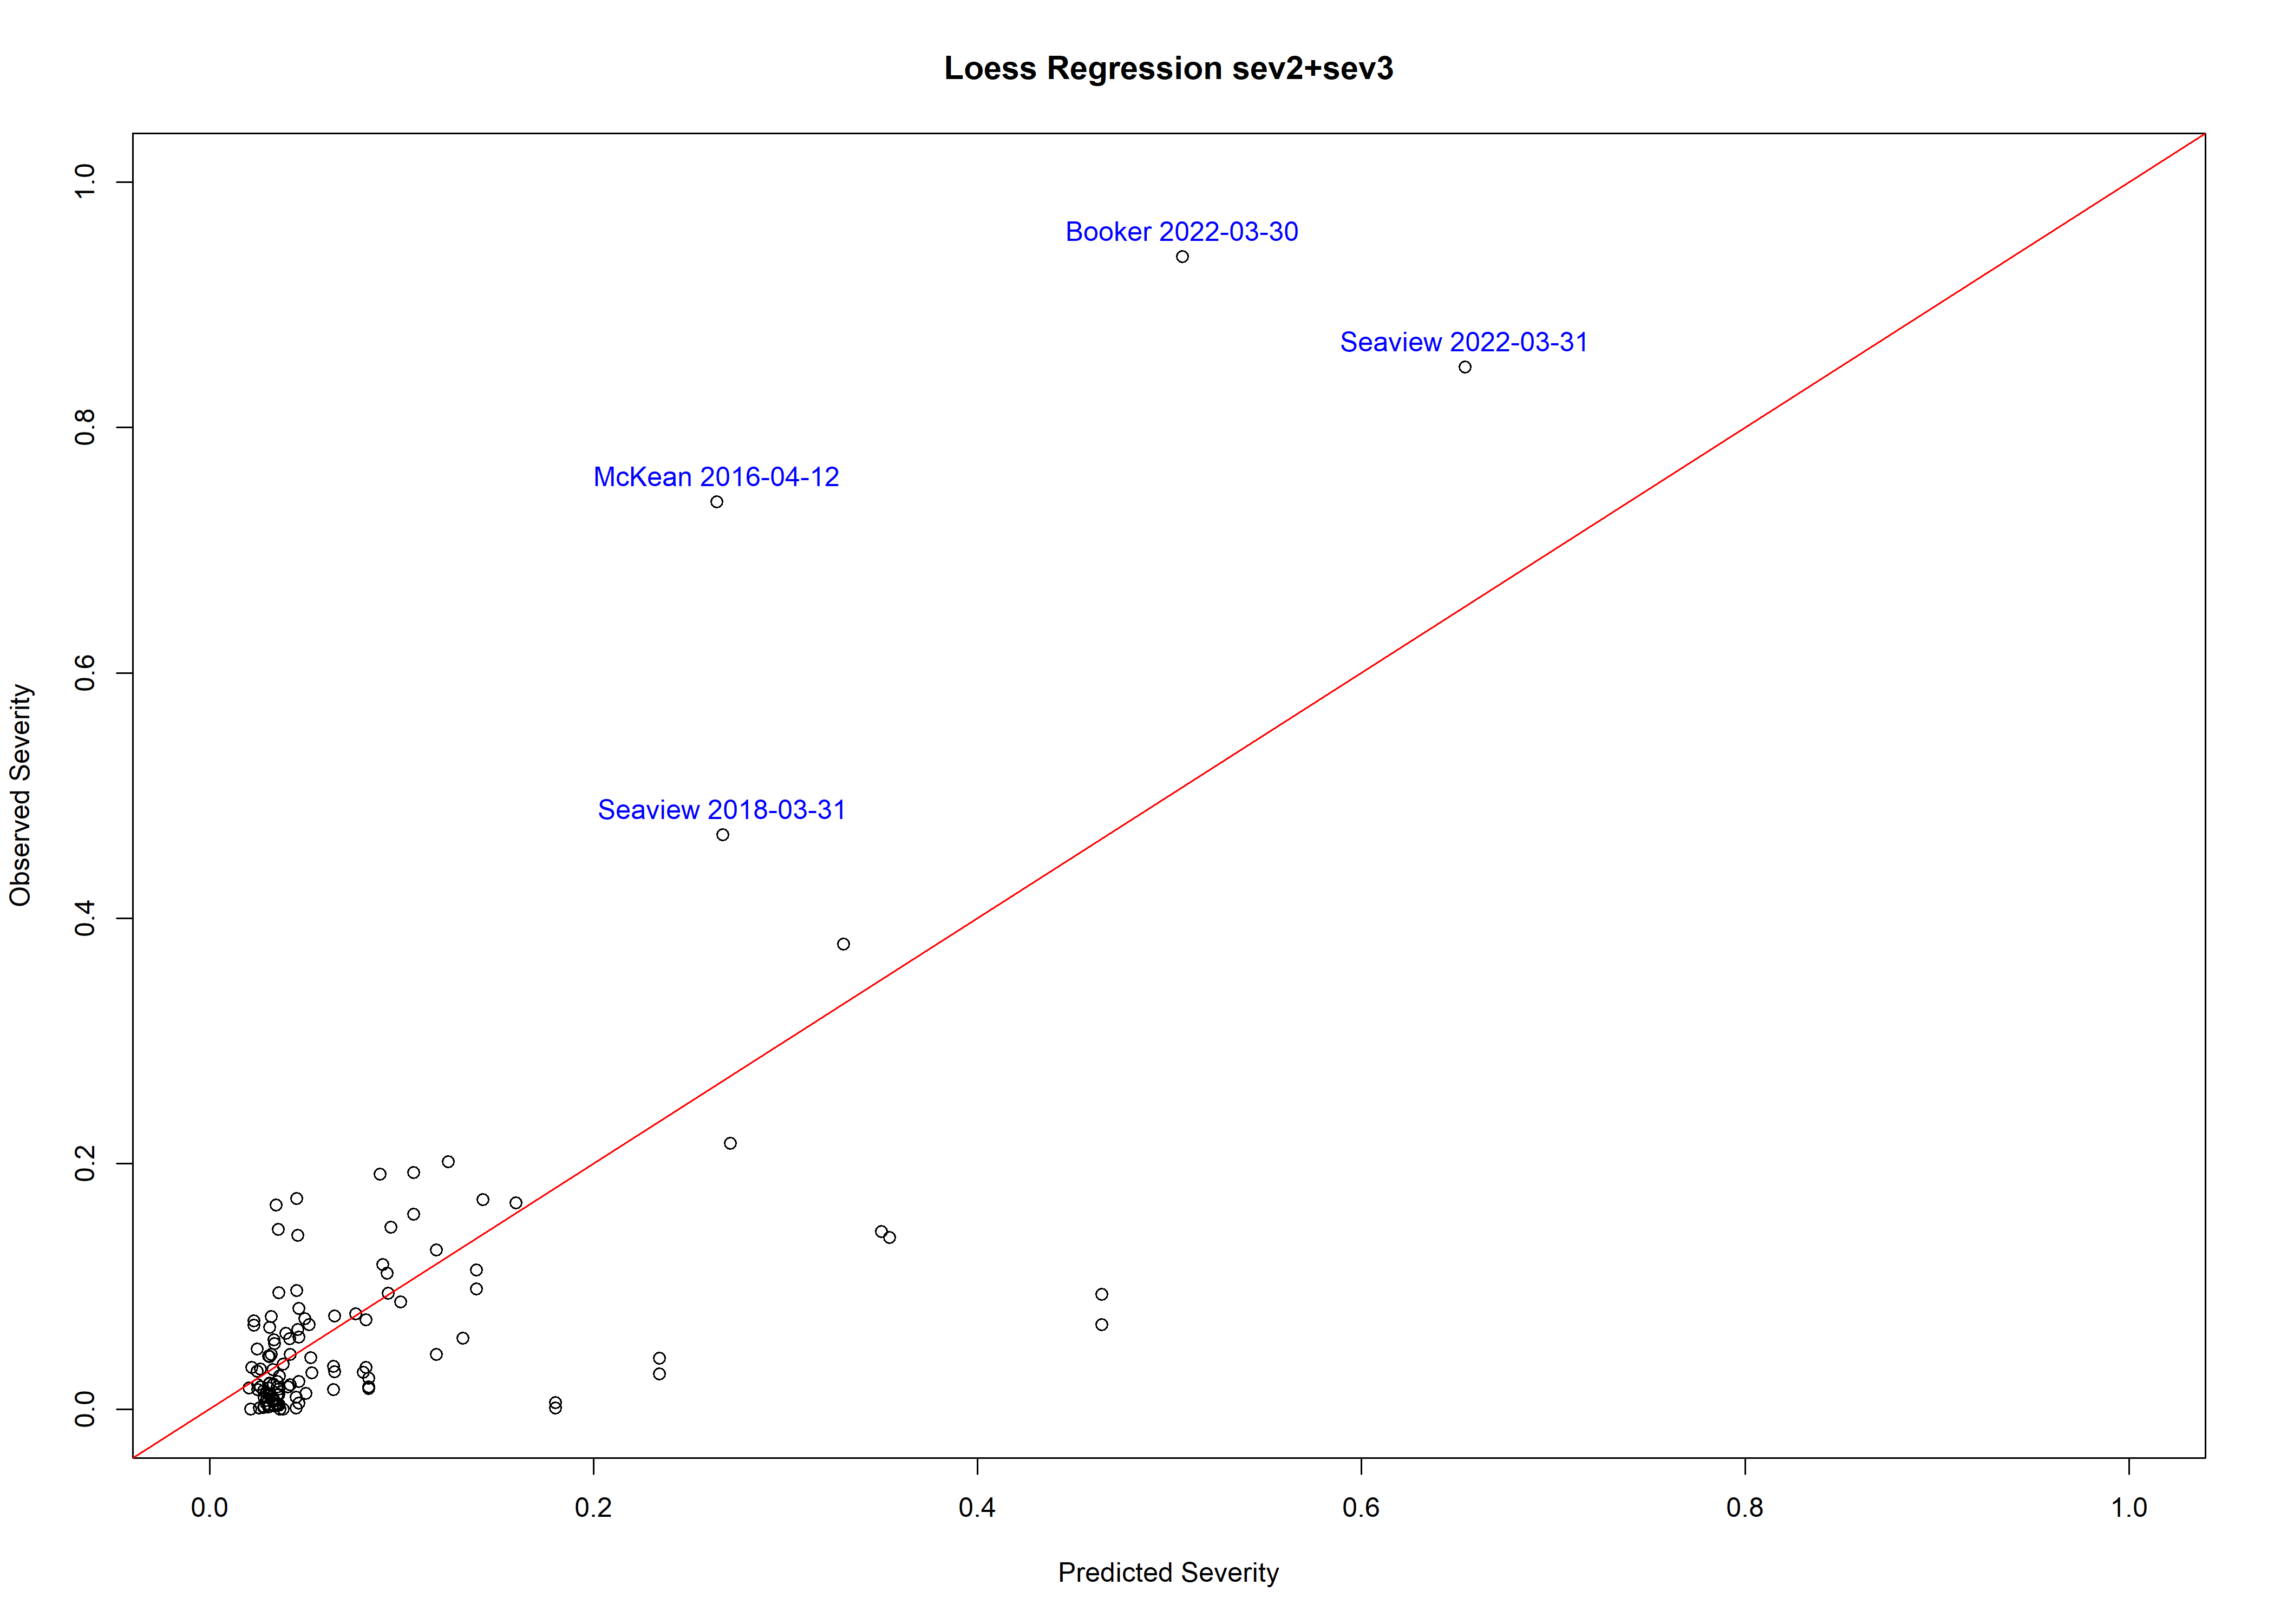 Loess Regression sev2+sev3
Booker 2022-03-30
Seaview 2022-03-31
McKean 2016-04-12
Seaview 2018-03-31
Observed Severity
1.0
0.8
0.6
0.4
0.2
0.0
0.0 0.2 0.4 0.6 0.8 1.0
Predicted Severity